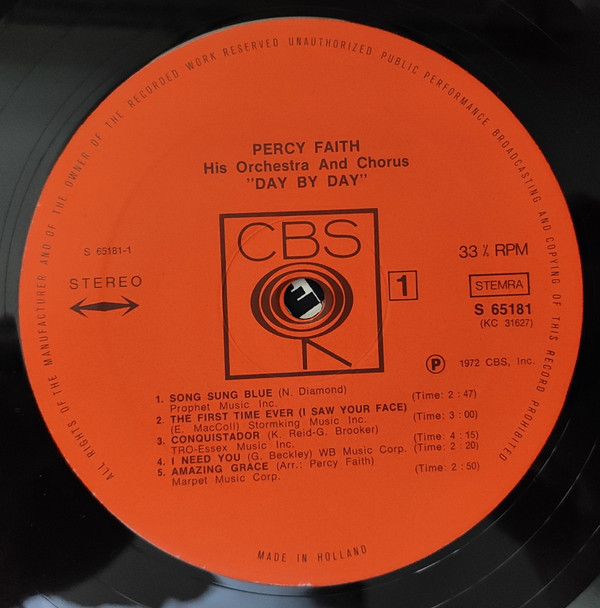 ALL RIGHTS OF THE MANUFACTURER AND OF THE OWNER OF THE RECORDED WORK RESERVED UNAUTHORIZED PUBLIC PERFORMANCE BROADCASTING AND COPYING OF THIS RECORD PROHIBITED
PERCY FAITH
His Orchestra And Chorus
"DAY BY DAY"
CBS
S 65181-1
STEREO
33⅓ RPM
1
STEMRA
S 65181
(KC 31627)
P 1972 CBS, Inc.
1. SONG SUNG BLUE (N. Diamond) (Time: 2:47)
Prophet Music Inc.
2. THE FIRST TIME EVER (I SAW YOUR FACE) (Time: 3:00)
(E. MacColl) Stormking Music Inc.
3. CONQUISTADOR (K. Reid-G. Brooker) (Time: 4:15)
TRO-Essex Music Inc.
4. I NEED YOU (G. Beckley) WB Music Corp. (Time: 2:20)
5. AMAZING GRACE (Arr.: Percy Faith) (Time: 2:50)
Marpet Music Corp.
MADE IN HOLLAND